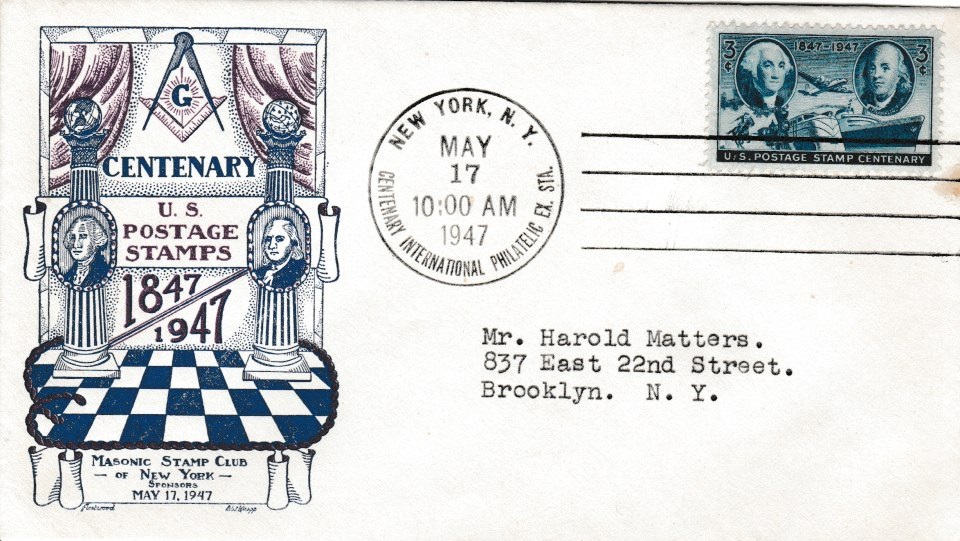 G
CENTENARY
U. S.
POSTAGE
STAMPS
1847
1947
MASONIC STAMP CLUB
— OF NEW YORK —
SPONSORS
MAY 17, 1947
Fleetwood
NEW YORK, N. Y.
MAY
17
10:00 AM
1947
CENTENARY INTERNATIONAL PHILATELIC EX. STA.
3¢
1847-1947
3¢
U.S. POSTAGE STAMP CENTENARY
Mr. Harold Matters.
837 East 22nd Street.
Brooklyn. N. Y.